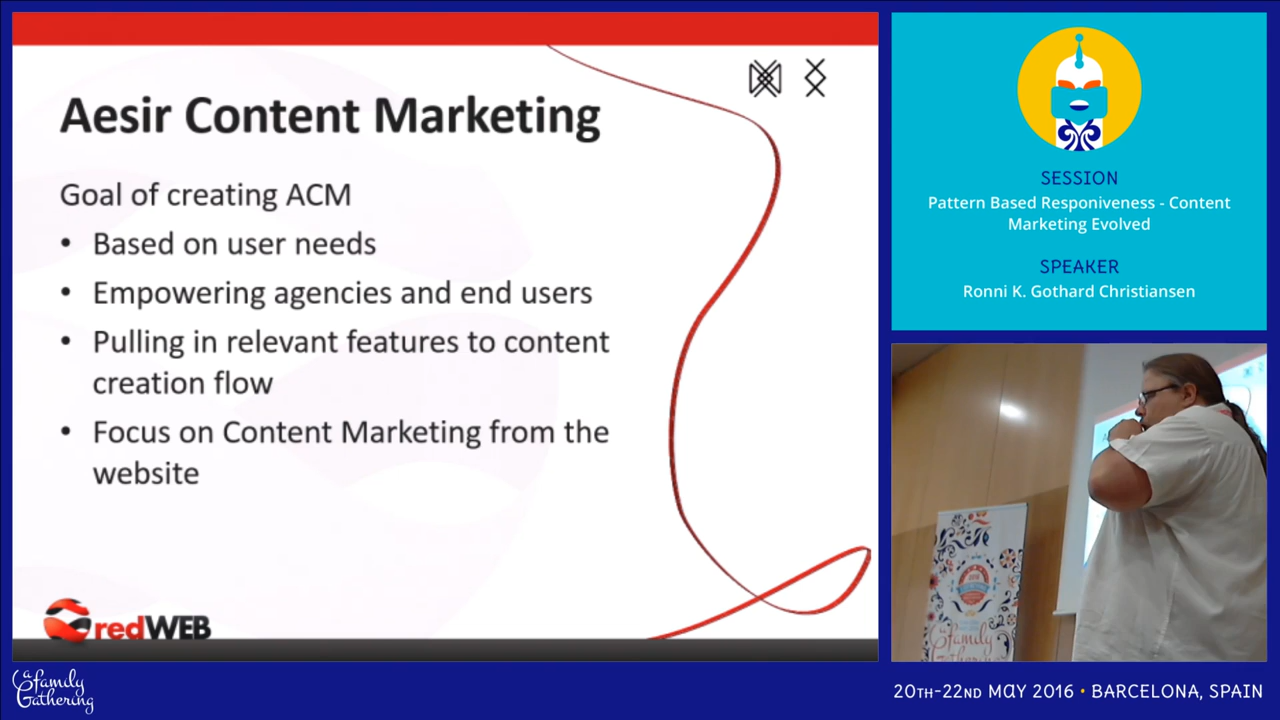 Aesir Content Marketing
Goal of creating ACM
• Based on user needs
• Empowering agencies and end users
• Pulling in relevant features to content
creation flow
• Focus on Content Marketing from the
website
redWEB
SESSION
Pattern Based Responiveness - Content
Marketing Evolved
SPEAKER
Ronni K. Gothard Christiansen
a family
Gathering
a family
Gathering
20TH-22ND MAY 2016 • BARCELONA, SPAIN